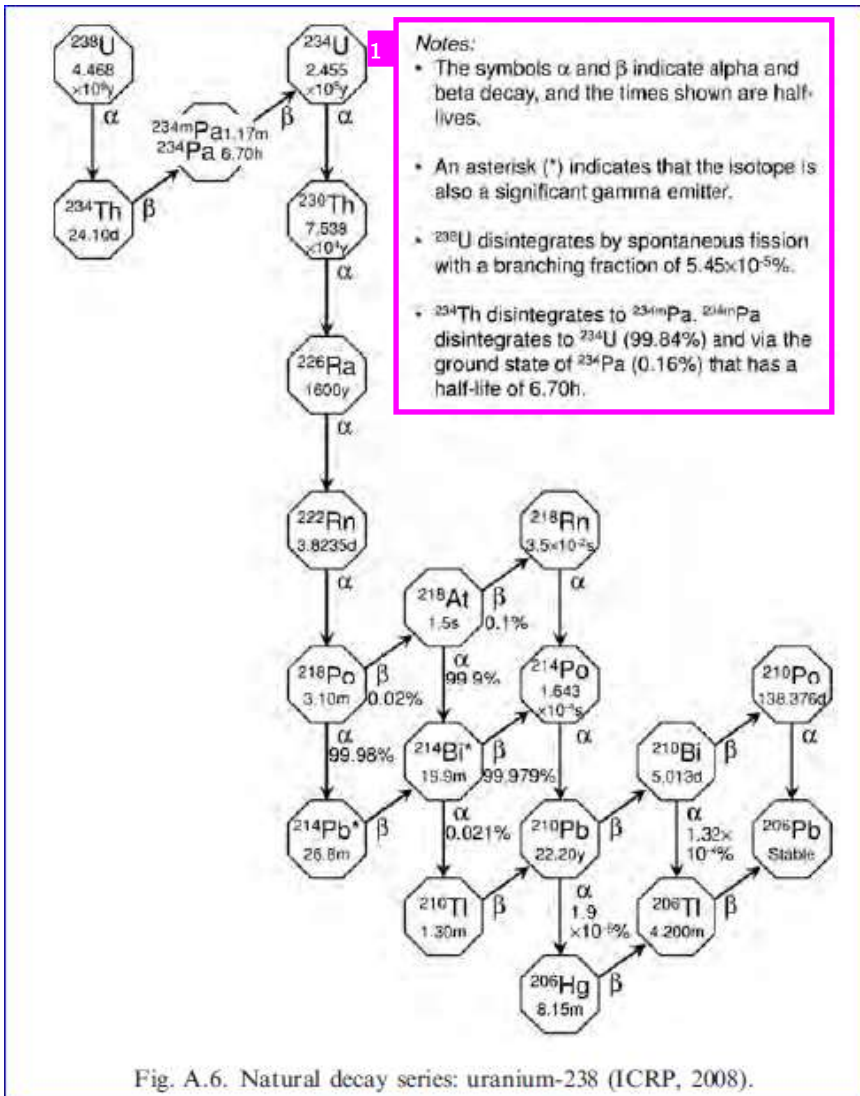 238U
4.468
×10⁹y
α
234mPa 1.17m
234Pa 6.70h
β
234U
2.455
×10⁵y
α
234Th
24.10d
β
230Th
7.538
×10⁴y
α
226Ra
1600y
α
1
Notes:
• The symbols α and β indicate alpha and
beta decay, and the times shown are half-
lives.
• An asterisk (*) indicates that the isotope is
also a significant gamma emitter.
• ²³⁸U disintegrates by spontaneous fission
with a branching fraction of 5.45×10⁻⁵%.
• ²³⁴Th disintegrates to ²³⁴ᵐPa. ²³⁴ᵐPa
disintegrates to ²³⁴U (99.84%) and via the
ground state of ²³⁴Pa (0.16%) that has a
half-life of 6.70h.
222Rn
3.8235d
α
218Rn
3.5×10⁻²s
α
218At
1.5s
β
0.1%
α
99.9%
218Po
3.10m
β
0.02%
α
99.98%
214Po
1.643
×10⁻⁴s
α
210Po
138.376d
α
214Bi*
19.9m
β
99.979%
α
0.021%
210Bi
5.013d
β
α
1.32×
10⁻⁴%
214Pb*
26.8m
β
210Pb
22.20y
β
α
1.9
×10⁻⁶%
206Pb
Stable
210Tl
1.30m
β
206Tl
4.200m
β
206Hg
8.15m
β
Fig. A.6. Natural decay series: uranium-238 (ICRP, 2008).